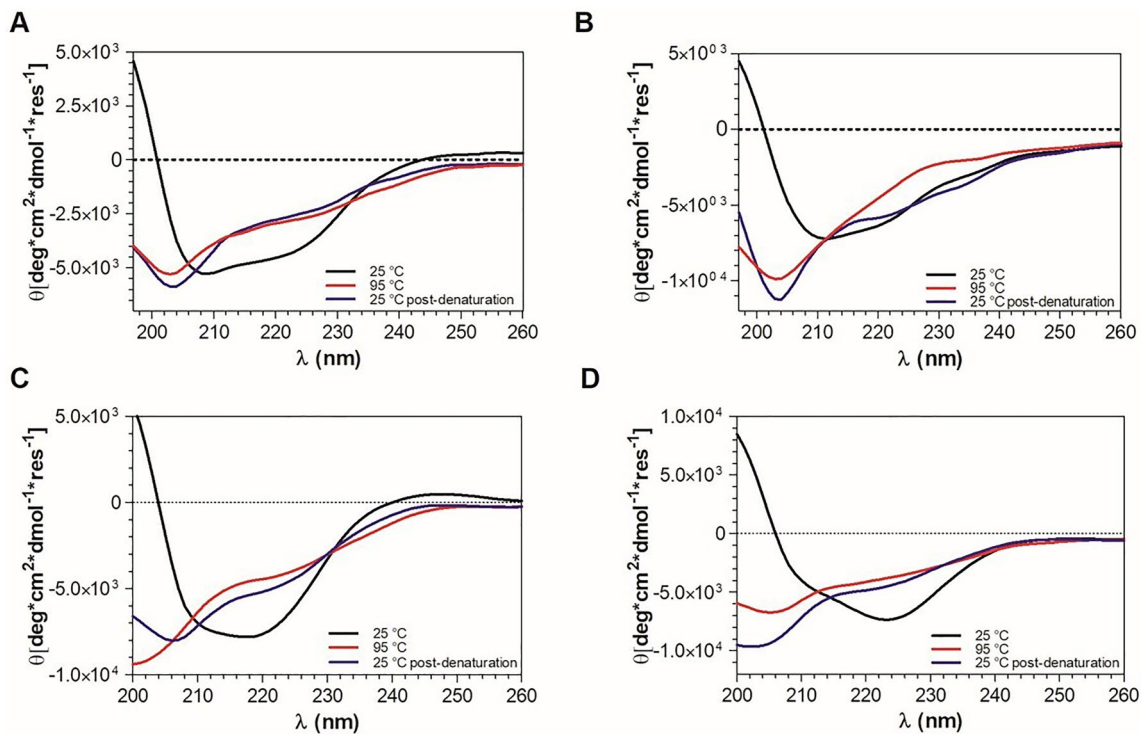 A
θ[deg*cm²*dmol⁻¹*res⁻¹]
5.0×10³
2.5×10³
0
-2.5×10³
-5.0×10³
25 °C
95 °C
25 °C post-denaturation
200 210 220 230 240 250 260
λ (nm)
B
θ[deg*cm²*dmol⁻¹*res⁻¹]
5×10⁰³
0
-5×10⁰³
-1×10⁰⁴
25 °C
95 °C
25 °C post-denaturation
200 210 220 230 240 250 260
λ (nm)
C
θ[deg*cm²*dmol⁻¹*res⁻¹]
5.0×10³
0
-5.0×10³
-1.0×10⁴
25 °C
95 °C
25 °C post-denaturation
200 210 220 230 240 250 260
λ (nm)
D
θ[deg*cm²*dmol⁻¹*res⁻¹]
1.0×10⁴
5.0×10³
0
-5.0×10³
-1.0×10⁴
25 °C
95 °C
25 °C post-denaturation
200 210 220 230 240 250 260
λ (nm)